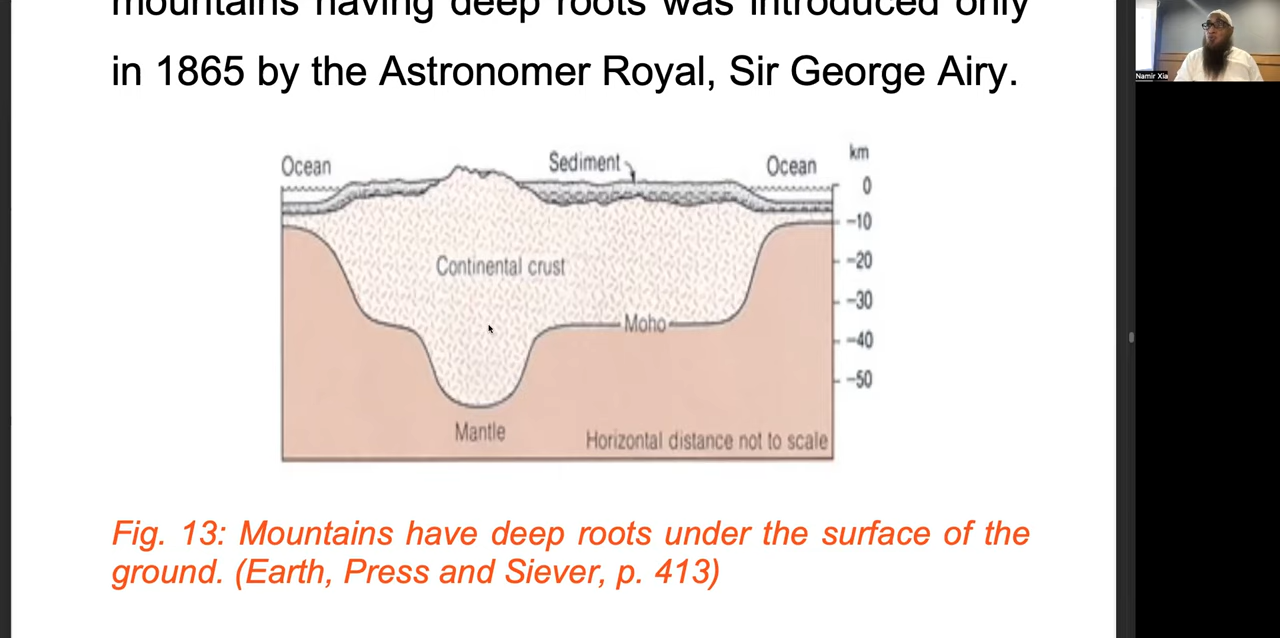 mountains having deep roots was introduced only
in 1865 by the Astronomer Royal, Sir George Airy.
Namir Xia
Ocean
Sediment
Ocean
km
0
-10
Continental crust
-20
-30
Moho
-40
-50
Mantle
Horizontal distance not to scale
Fig. 13: Mountains have deep roots under the surface of the
ground. (Earth, Press and Siever, p. 413)